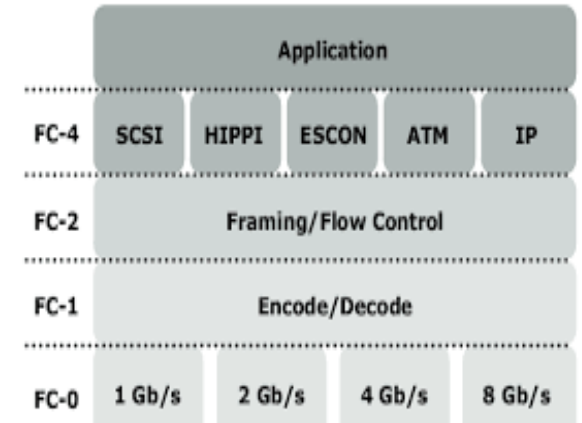 Application
FC-4 SCSI HIPPI ESCON ATM IP
FC-2 Framing/Flow Control
FC-1 Encode/Decode
FC-0 1 Gb/s 2 Gb/s 4 Gb/s 8 Gb/s